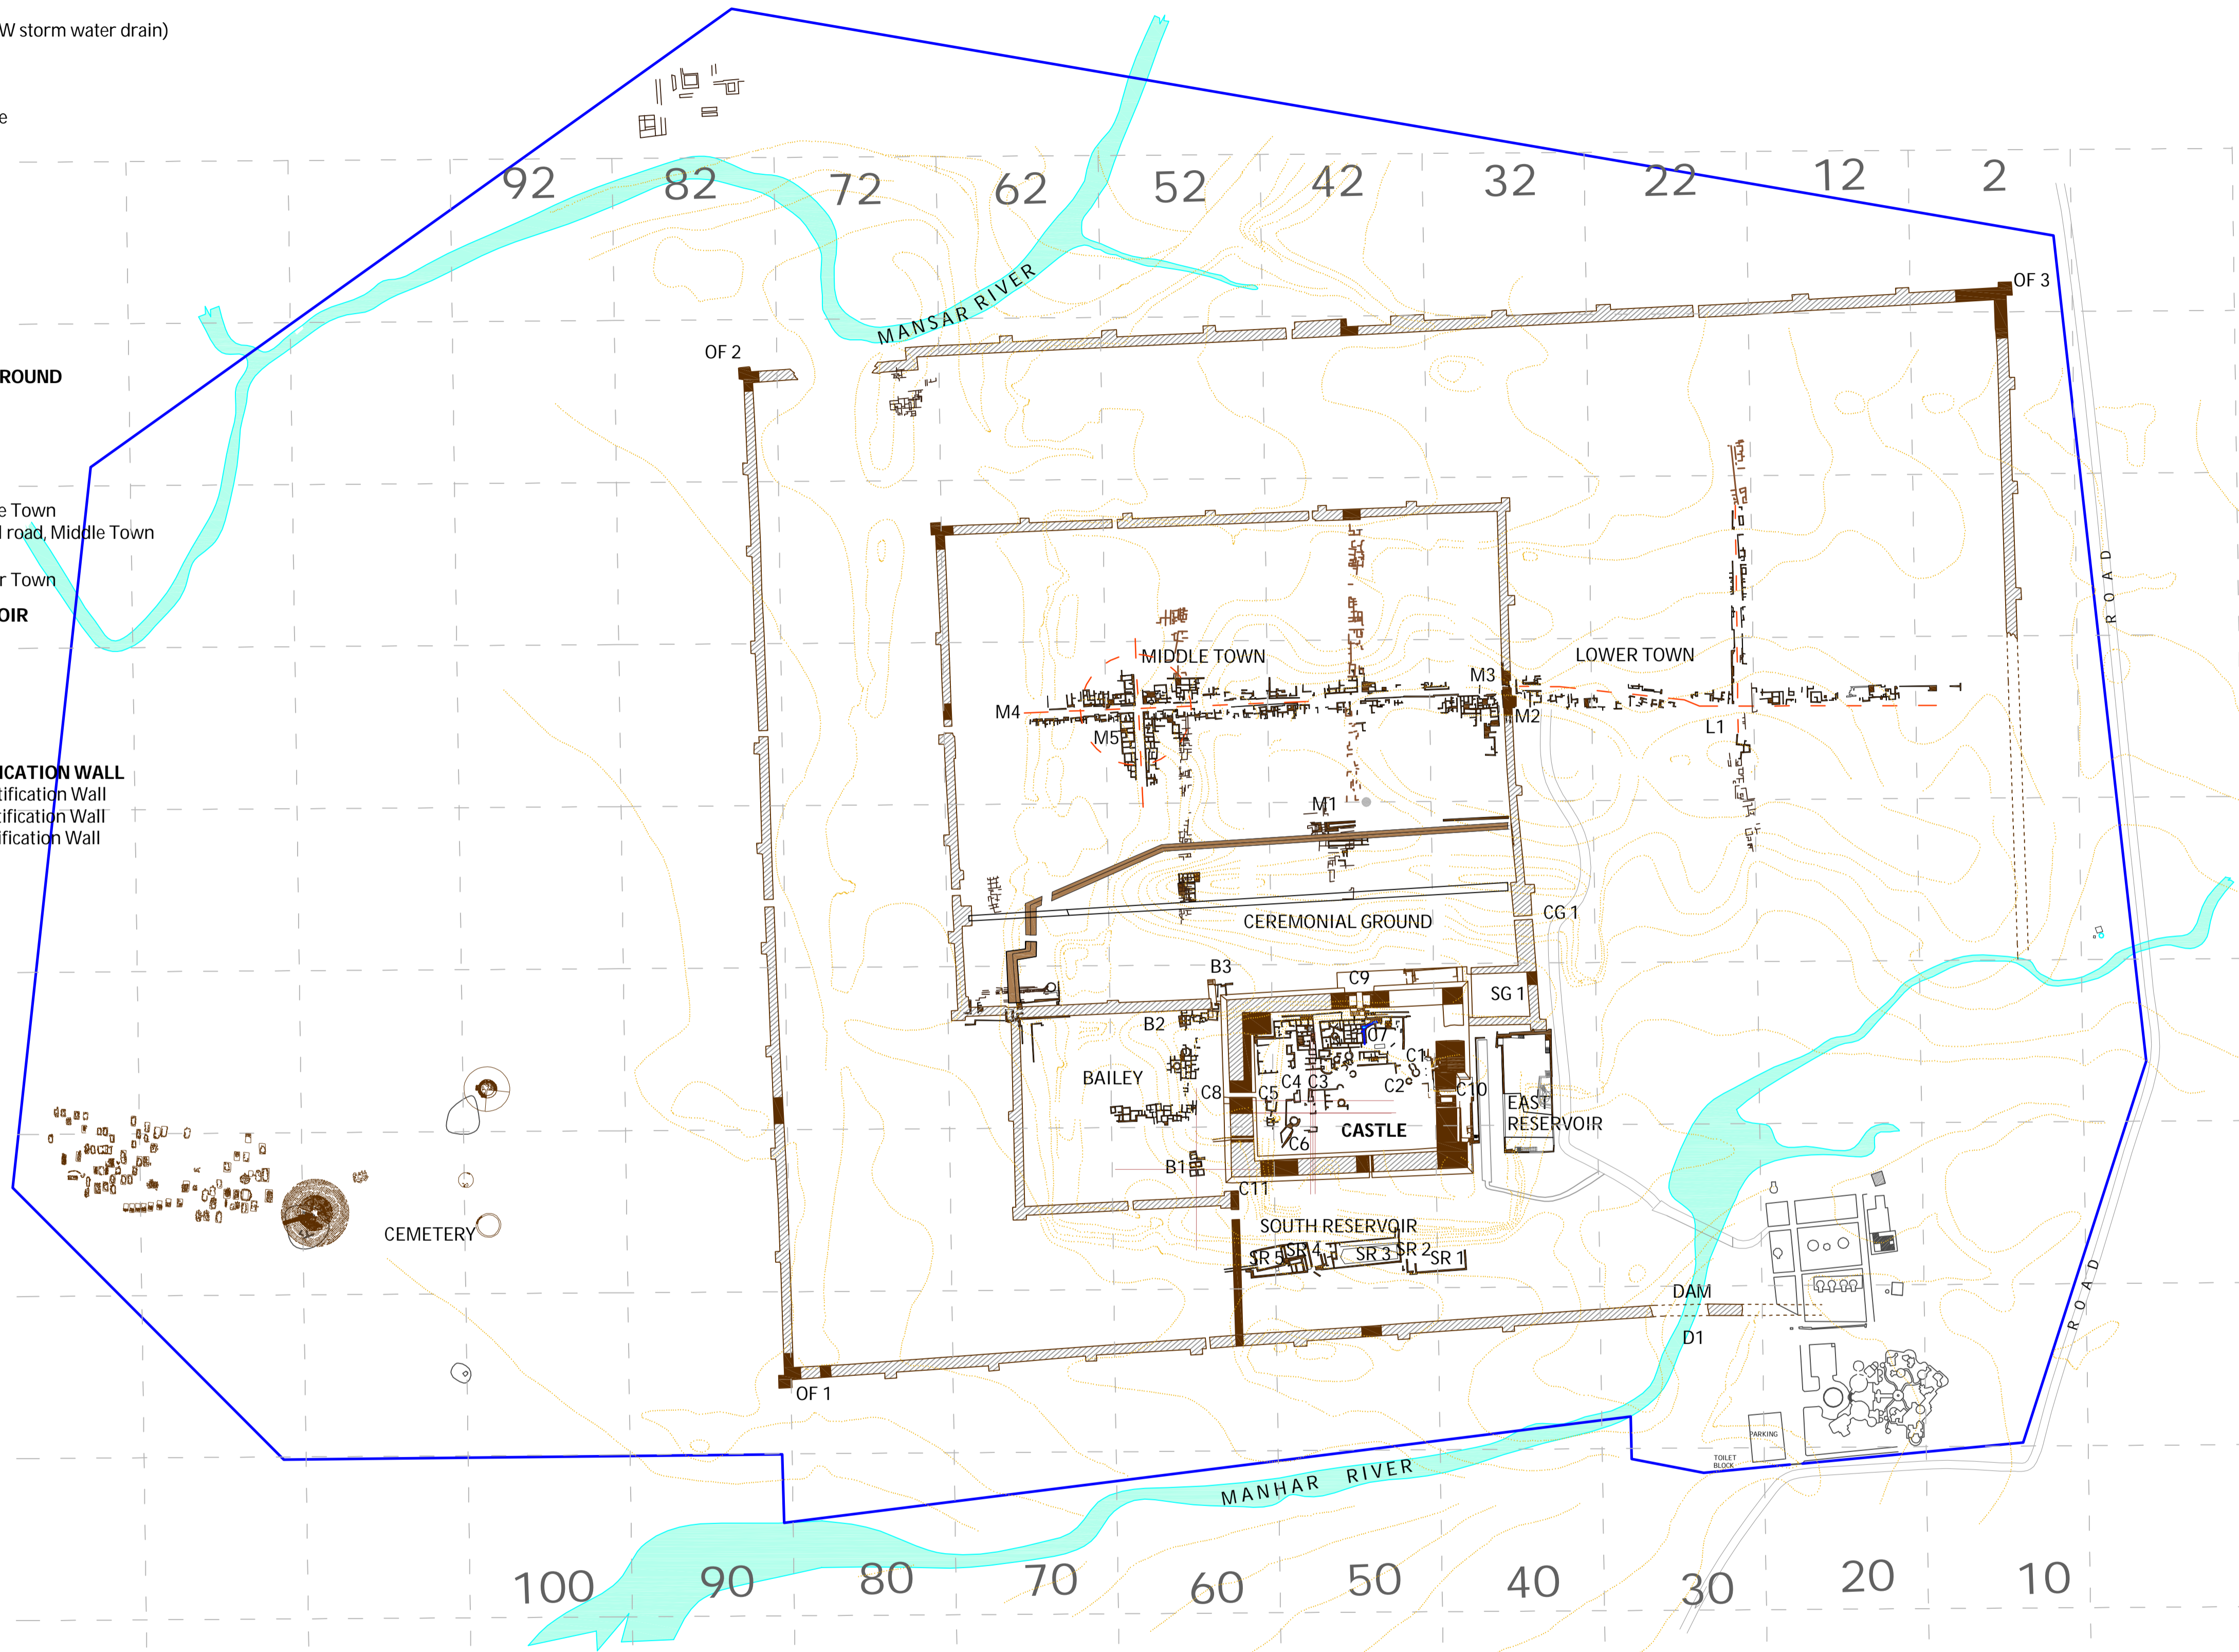 W storm water drain)
e
ROUND
e Town
l road, Middle Town
r Town
OIR
ICATION WALL
tification Wall
tification Wall
ification Wall
92 82 72 62 52 42 32 22 12 2
OF 3
MANSAR RIVER
OF 2
ROAD
MIDDLE TOWN
LOWER TOWN
M3
M4
M2
M5
L1
M1
CEREMONIAL GROUND
CG 1
B3
C9
SG 1
B2
C7
C1
BAILEY
C8
C5
C4
C3
C2
C10
EAST
RESERVOIR
CASTLE
C6
B1
C11
SOUTH RESERVOIR
SR 5
SR 4
SR 3
SR 2
SR 1
CEMETERY
DAM
D1
ROAD
OF 1
PARKING
TOILET
BLOCK
MANHAR RIVER
100 90 80 70 60 50 40 30 20 10